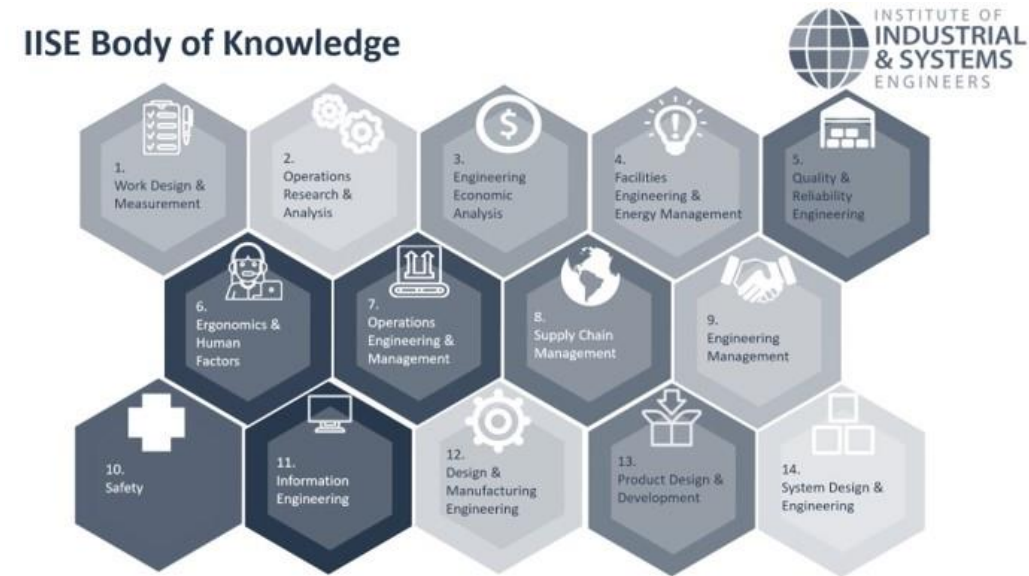 IISE Body of Knowledge
INSTITUTE OF
INDUSTRIAL
& SYSTEMS
ENGINEERS
1.
Work Design &
Measurement
2.
Operations
Research &
Analysis
$
3.
Engineering
Economic
Analysis
4.
Facilities
Engineering &
Energy Management
5.
Quality &
Reliability
Engineering
6.
Ergonomics &
Human
Factors
7.
Operations
Engineering &
Management
8.
Supply Chain
Management
9.
Engineering
Management
10.
Safety
11.
Information
Engineering
12.
Design &
Manufacturing
Engineering
13.
Product Design &
Development
14.
System Design &
Engineering